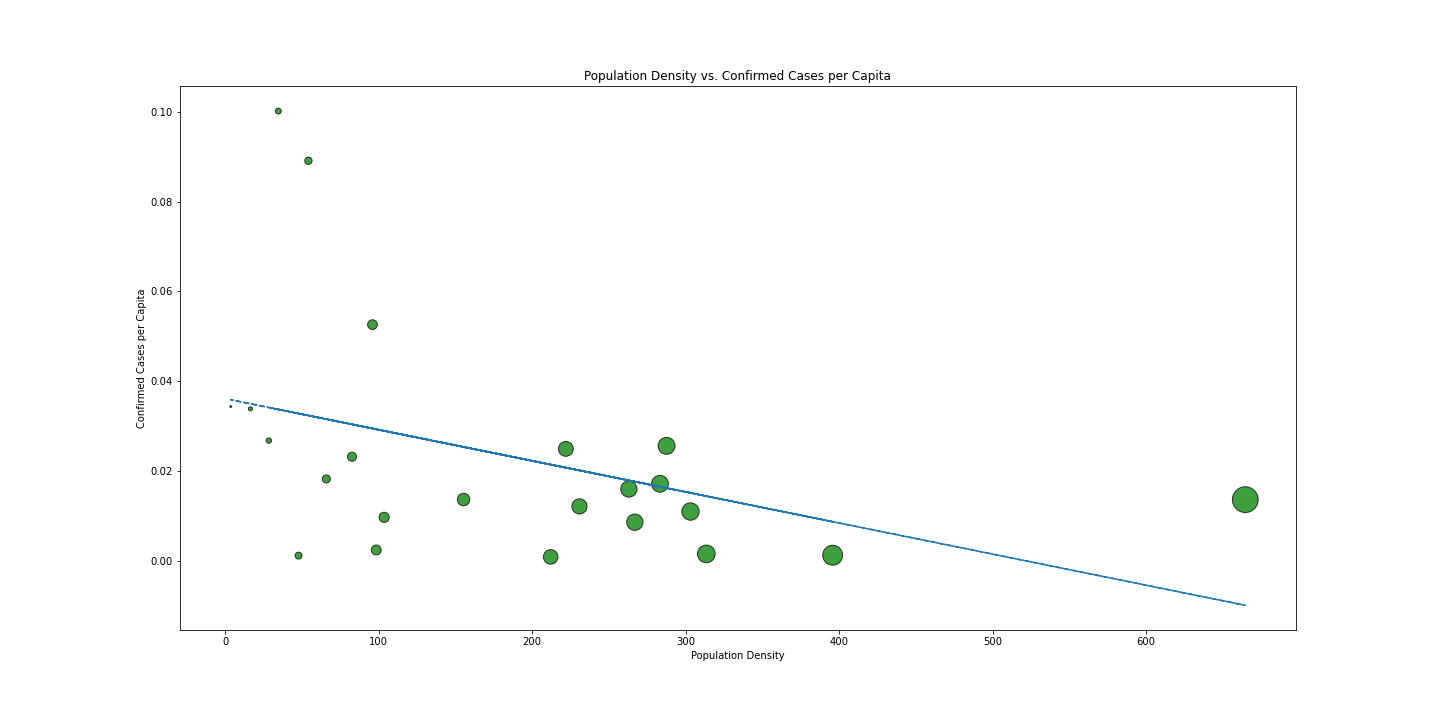 Population Density vs. Confirmed Cases per Capita
Confirmed Cases per Capita
0.10
0.08
0.06
0.04
0.02
0.00
0 100 200 300 400 500 600
Population Density